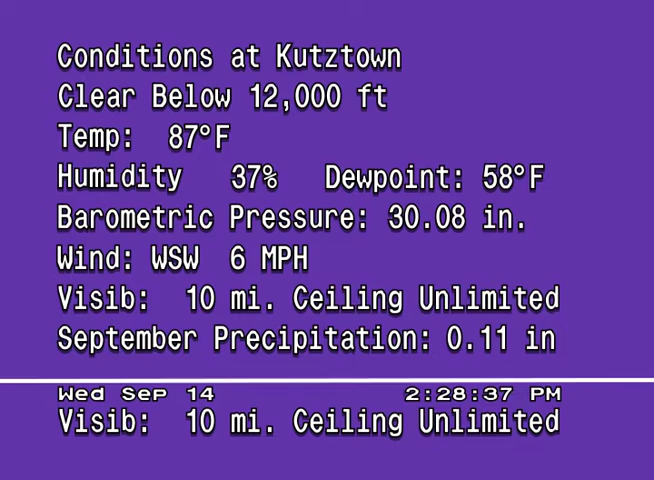 Conditions at Kutztown
Clear Below 12,000 ft
Temp:  87°F
Humidity   37%   Dewpoint: 58°F
Barometric Pressure: 30.08 in.
Wind: WSW  6 MPH
Visib:  10 mi. Ceiling Unlimited
September Precipitation: 0.11 in
Wed Sep 14   2:28:37 PM
Visib:  10 mi. Ceiling Unlimited